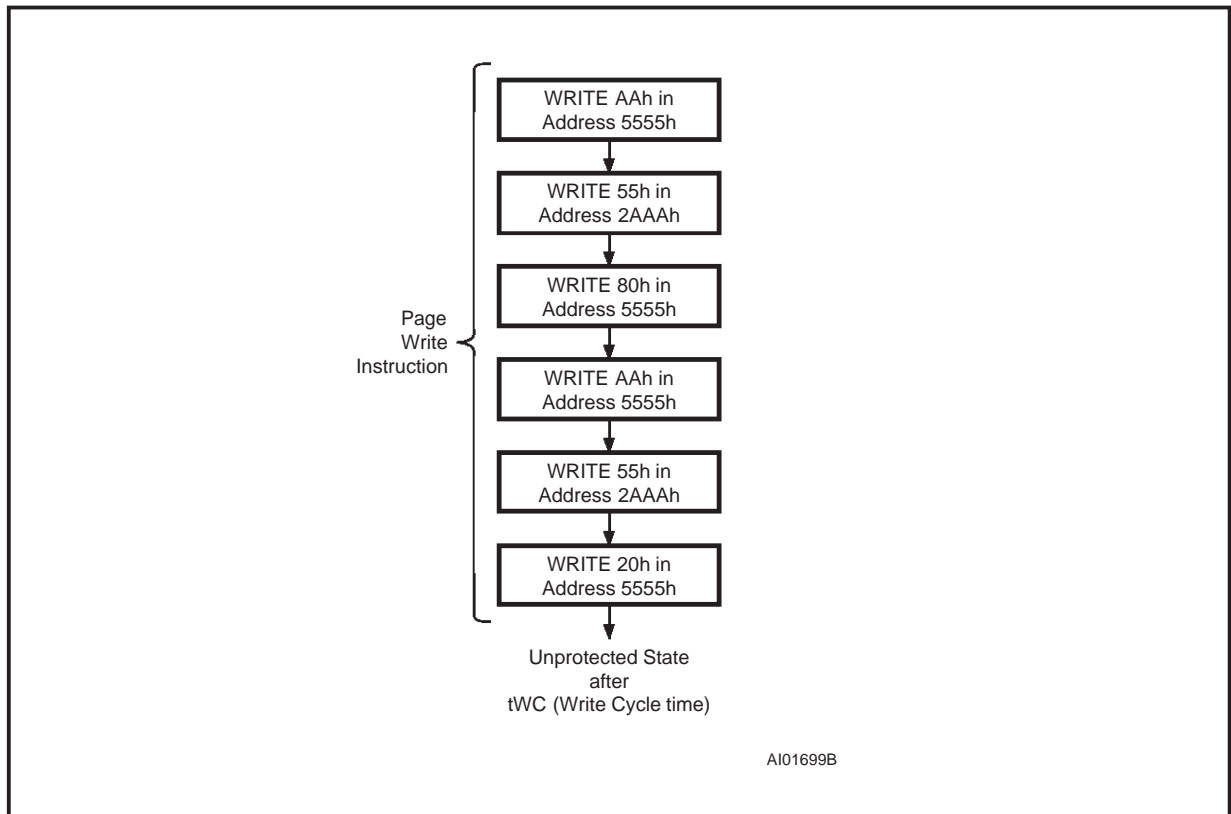 WRITE AAh in
Address 5555h
WRITE 55h in
Address 2AAAh
WRITE 80h in
Address 5555h
Page
Write
Instruction
WRITE AAh in
Address 5555h
WRITE 55h in
Address 2AAAh
WRITE 20h in
Address 5555h
Unprotected State
after
tWC (Write Cycle time)
AI01699B